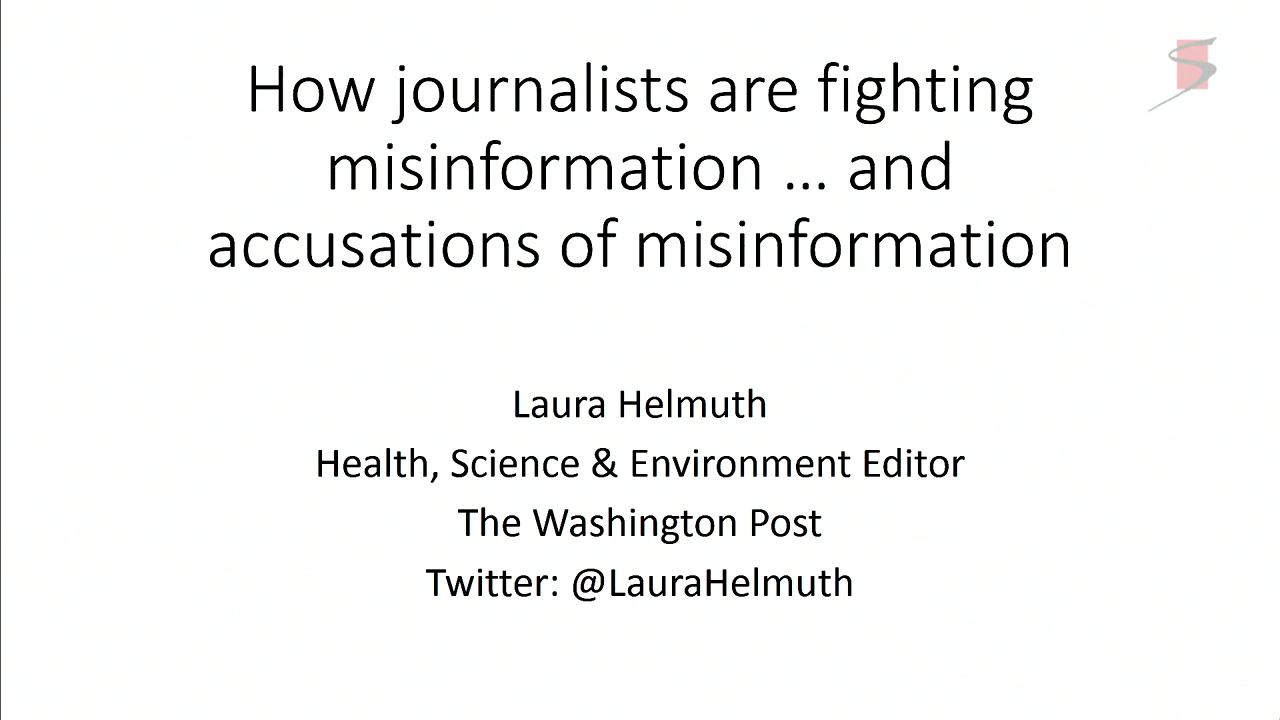 How journalists are fighting
misinformation ... and
accusations of misinformation
Laura Helmuth
Health, Science & Environment Editor
The Washington Post
Twitter: @LauraHelmuth